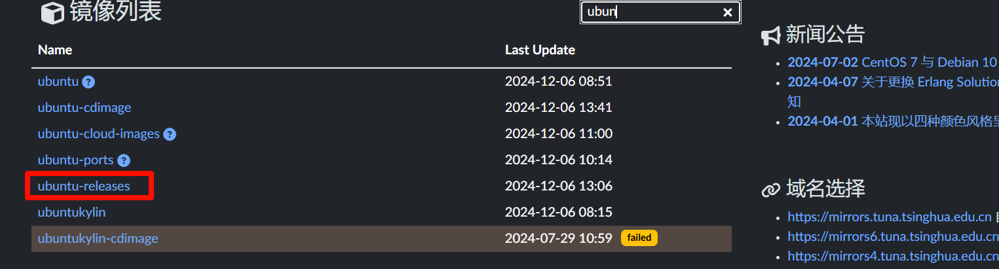 镜像列表
ubun
Name Last Update
ubuntu 2024-12-06 08:51
ubuntu-cdimage 2024-12-06 13:41
ubuntu-cloud-images 2024-12-06 11:00
ubuntu-ports 2024-12-06 10:14
ubuntu-releases 2024-12-06 13:06
ubuntukylin 2024-12-06 08:15
ubuntukylin-cdimage 2024-07-29 10:59 failed
新闻公告
2024-07-02 CentOS 7 与 Debian 10
2024-04-07 关于更换 Erlang Solution
知
2024-04-01 本站现以四种颜色风格呈
域名选择
https://mirrors.tuna.tsinghua.edu.cn
https://mirrors6.tuna.tsinghua.edu.cn
https://mirrors4.tuna.tsinghua.edu.cn